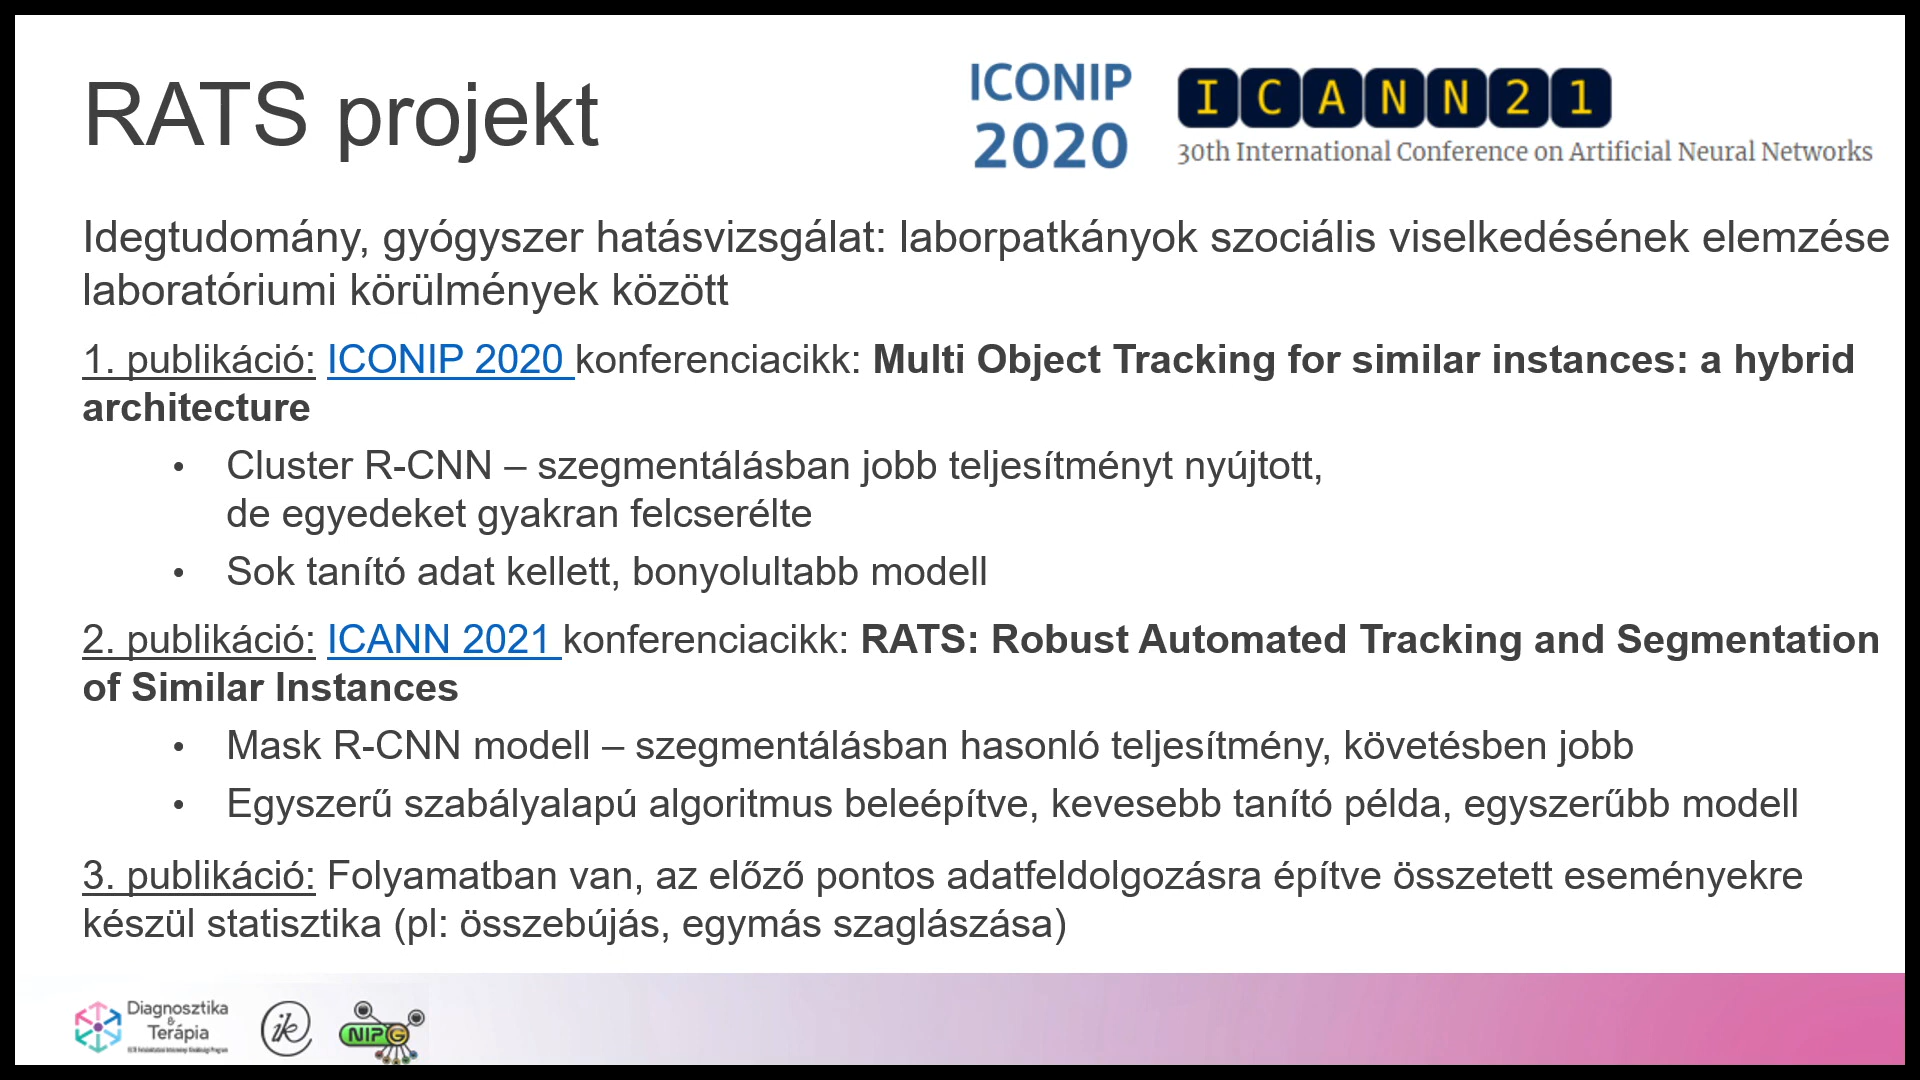 RATS projekt
ICONIP
2020
ICANN21
30th International Conference on Artificial Neural Networks
Idegtudomány, gyógyszer hatásvizsgálat: laborpatkányok szociális viselkedésének elemzése
laboratóriumi körülmények között
1. publikáció: ICONIP 2020 konferenciacikk: Multi Object Tracking for similar instances: a hybrid
architecture
• Cluster R-CNN – szegmentálásban jobb teljesítményt nyújtott,
de egyedeket gyakran felcserélte
• Sok tanító adat kellett, bonyolultabb modell
2. publikáció: ICANN 2021 konferenciacikk: RATS: Robust Automated Tracking and Segmentation
of Similar Instances
• Mask R-CNN modell – szegmentálásban hasonló teljesítmény, követésben jobb
• Egyszerű szabályalapú algoritmus beleépítve, kevesebb tanító példa, egyszerűbb modell
3. publikáció: Folyamatban van, az előző pontos adatfeldolgozásra építve összetett eseményekre
készül statisztika (pl: összebújás, egymás szaglászása)
Diagnosztika
&
Terápia
ik
NIPG